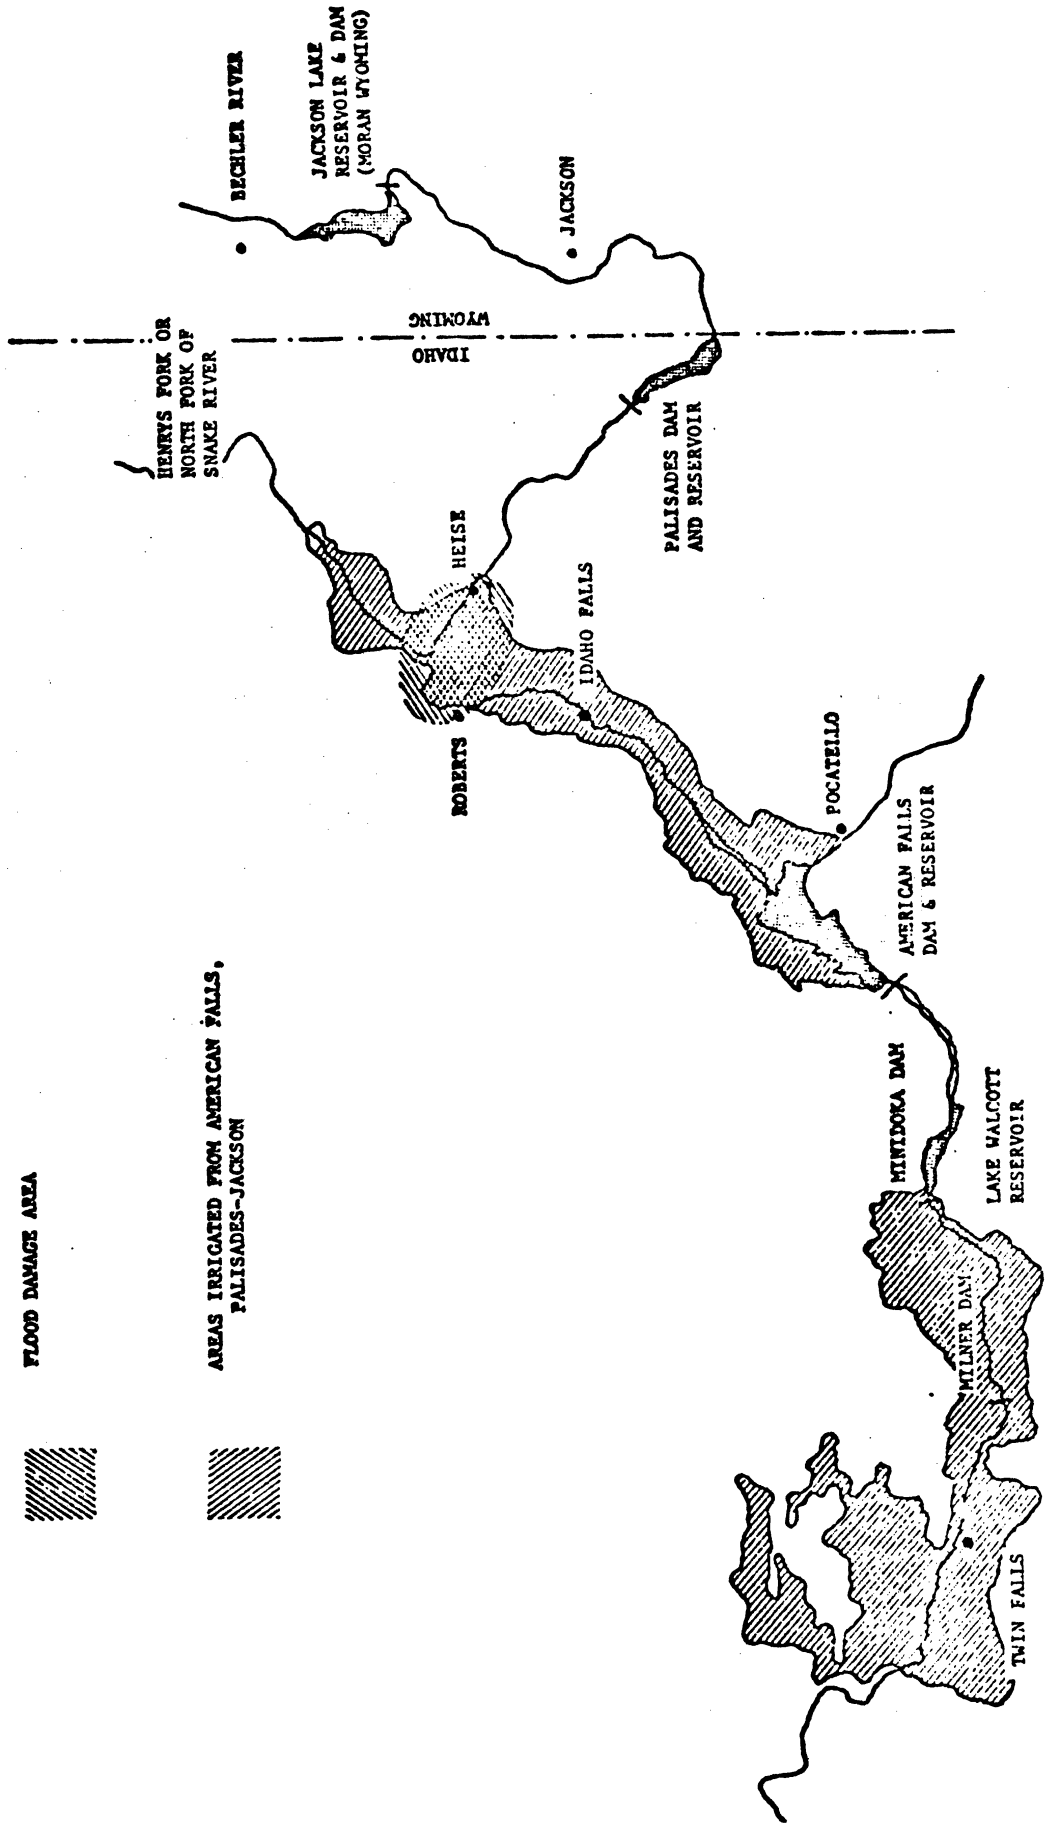 FLOOD DAMAGE AREA
AREAS IRRIGATED FROM AMERICAN FALLS,
PALISADES-JACKSON
BECHLER RIVER
JACKSON LAKE
RESERVOIR & DAM
(MORAN WYOMING)
HENRYS FORK OR
NORTH FORK OF
SNAKE RIVER
WYOMING
IDAHO
JACKSON
PALISADES DAM
AND RESERVOIR
HEISE
ROBERTS
IDAHO FALLS
POCATELLO
AMERICAN FALLS
DAM & RESERVOIR
MINIDOKA DAM
LAKE WALCOTT
RESERVOIR
MILNER DAM
TWIN FALLS